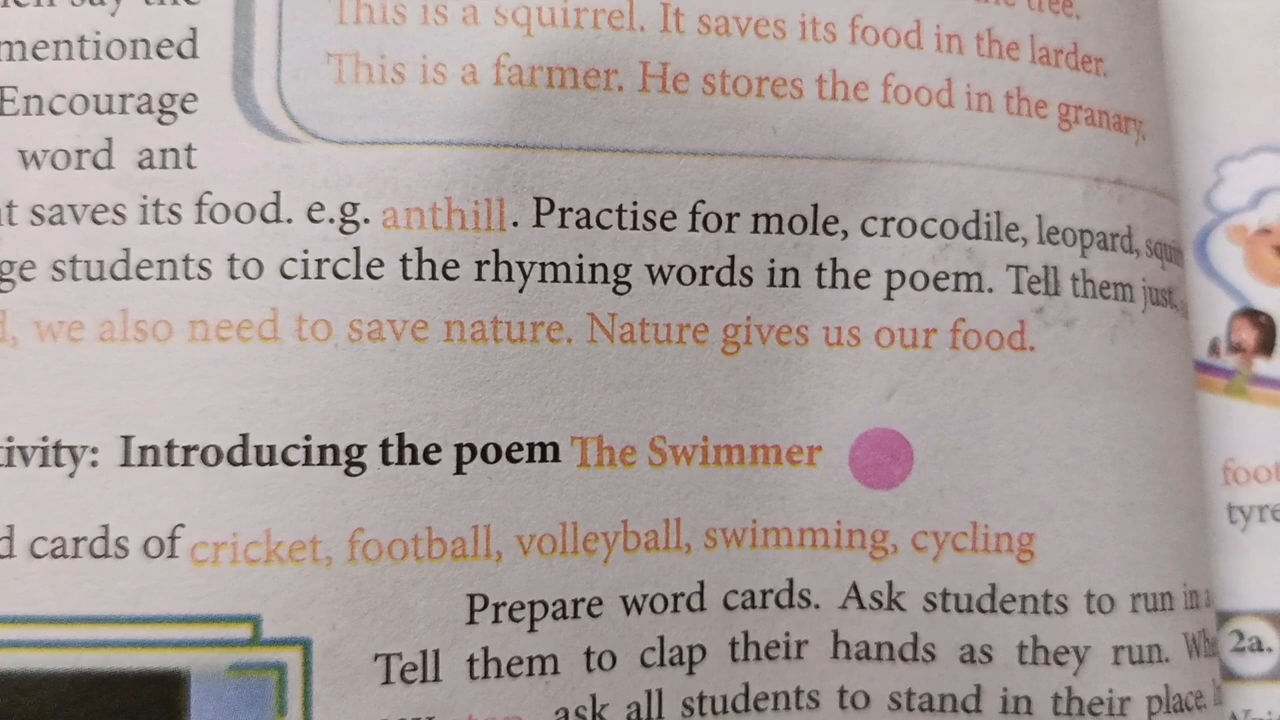 say the
mentioned
Encourage
word ant
tree.
This is a squirrel. It saves its food in the larder.
This is a farmer. He stores the food in the granary.
saves its food. e.g. anthill. Practise for mole, crocodile, leopard,
students to circle the rhyming words in the poem. Tell them just
we also need to save nature. Nature gives us our food.
Introducing the poem The Swimmer
cards of cricket, football, volleyball, swimming, cycling
Prepare word cards. Ask students to run in
Tell them to clap their hands as they run.
ask all students to stand in their place.
2a.